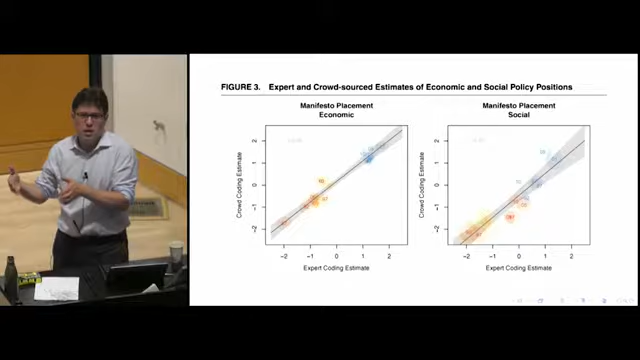 FIGURE 3. Expert and Crowd-sourced Estimates of Economic and Social Policy Positions
Manifesto Placement
Economic
Crowd Coding Estimate
2
1
0
−1
−2
−2 −1 0 1 2
Expert Coding Estimate
Manifesto Placement
Social
Crowd Coding Estimate
2
1
0
−1
−2
−2 −1 0 1 2
Expert Coding Estimate